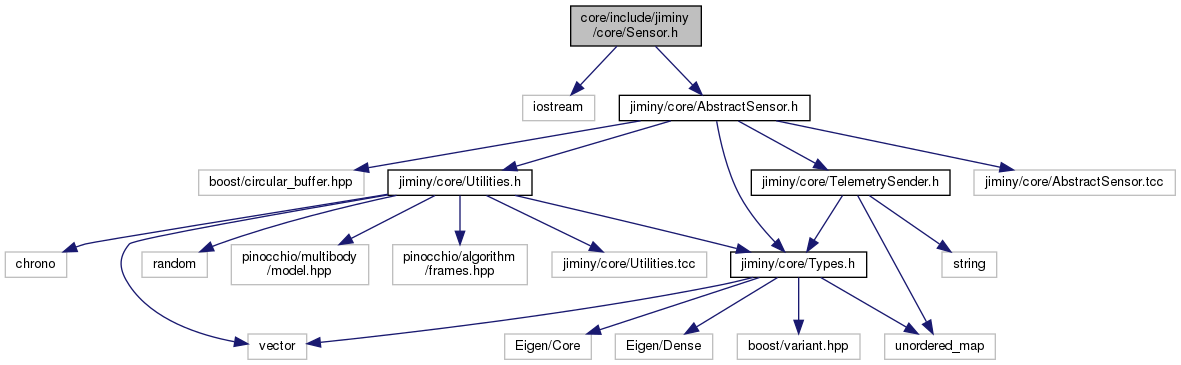 core/include/jiminy
/core/Sensor.h
iostream
jiminy/core/AbstractSensor.h
boost/circular_buffer.hpp
jiminy/core/Utilities.h
jiminy/core/TelemetrySender.h
jiminy/core/AbstractSensor.tcc
chrono
random
pinocchio/multibody
/model.hpp
pinocchio/algorithm
/frames.hpp
jiminy/core/Utilities.tcc
jiminy/core/Types.h
string
vector
Eigen/Core
Eigen/Dense
boost/variant.hpp
unordered_map